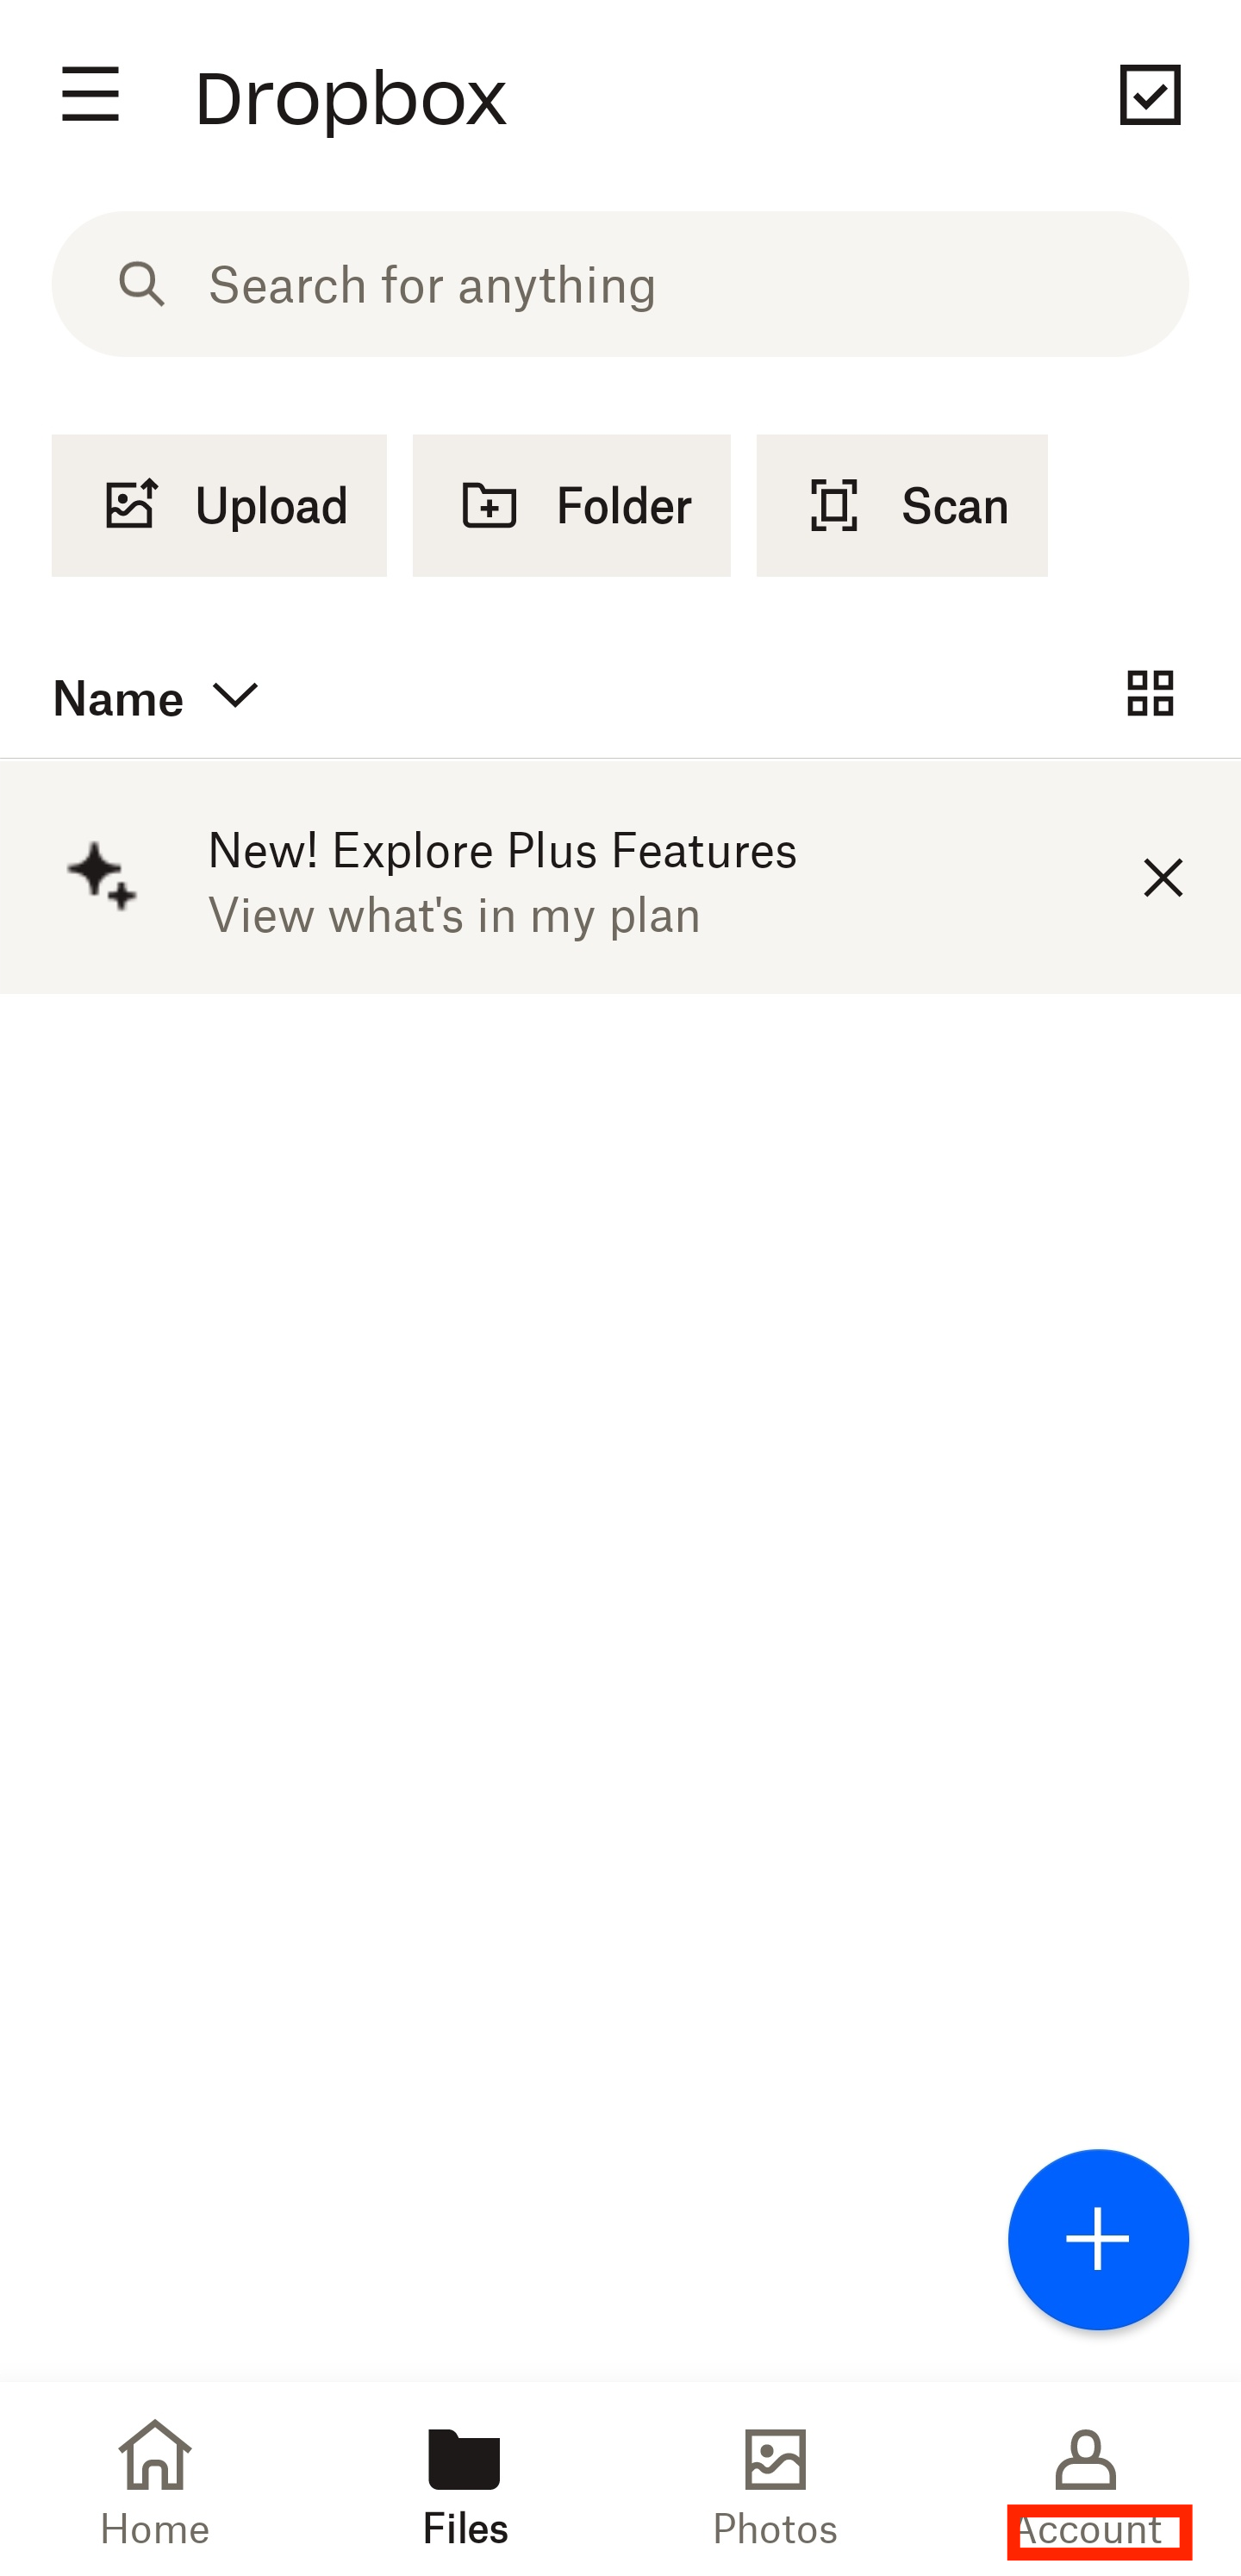 Dropbox
Search for anything
Upload Folder Scan
Name
New! Explore Plus Features
View what's in my plan
Home Files Photos Account